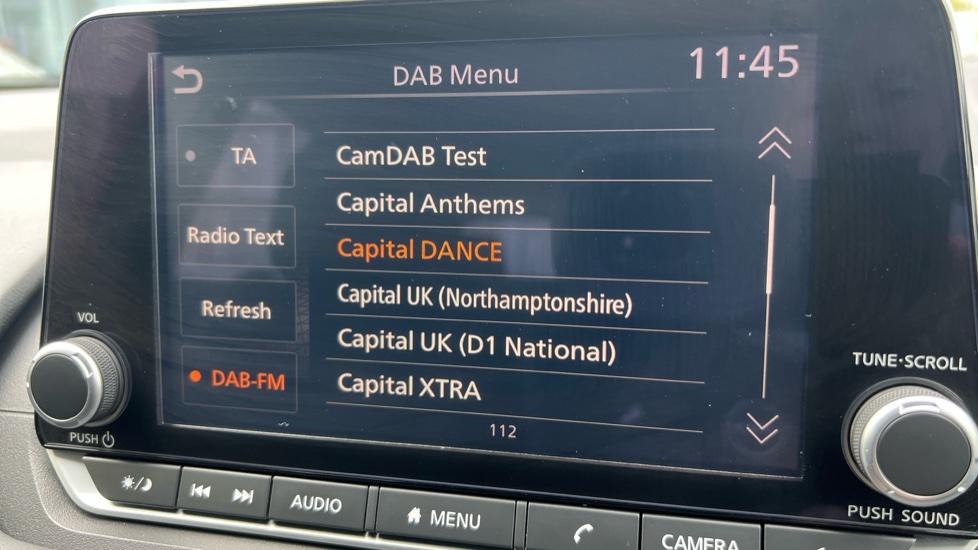 DAB Menu 11:45
TA
Radio Text
Refresh
DAB-FM
CamDAB Test
Capital Anthems
Capital DANCE
Capital UK (Northamptonshire)
Capital UK (D1 National)
Capital XTRA
112
VOL
PUSH
TUNE·SCROLL
PUSH SOUND
AUDIO
MENU
CAMERA